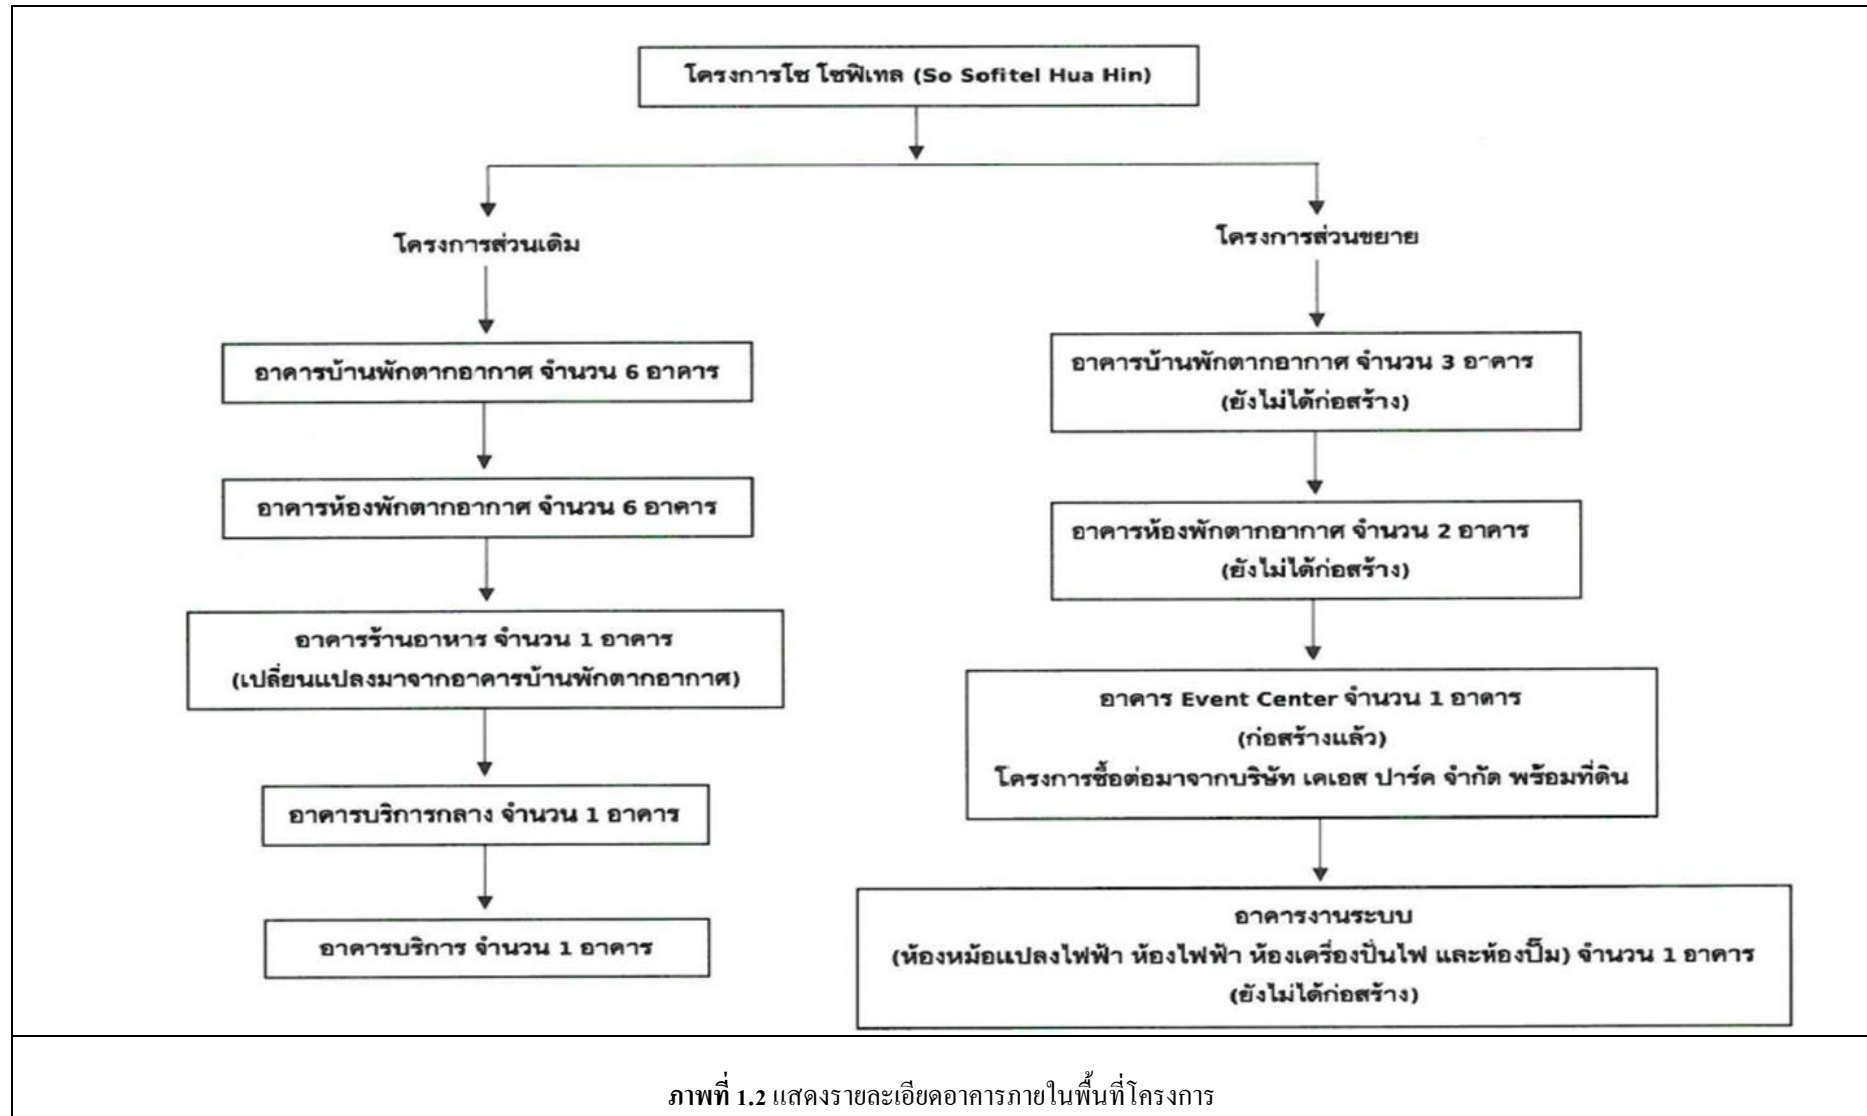 โครงการโซ โซฟิเทล (So Sofitel Hua Hin)
โครงการส่วนเดิม
อาคารบ้านพักตากอากาศ จำนวน 6 อาคาร
อาคารห้องพักตากอากาศ จำนวน 6 อาคาร
อาคารร้านอาหาร จำนวน 1 อาคาร
(เปลี่ยนแปลงมาจากอาคารบ้านพักตากอากาศ)
อาคารบริการกลาง จำนวน 1 อาคาร
อาคารบริการ จำนวน 1 อาคาร
โครงการส่วนขยาย
อาคารบ้านพักตากอากาศ จำนวน 3 อาคาร
(ยังไม่ได้ก่อสร้าง)
อาคารห้องพักตากอากาศ จำนวน 2 อาคาร
(ยังไม่ได้ก่อสร้าง)
อาคาร Event Center จำนวน 1 อาคาร
(ก่อสร้างแล้ว)
โครงการซื้อต่อมาจากบริษัท เคเอส ปาร์ค จำกัด พร้อมที่ดิน
อาคารงานระบบ
(ห้องหม้อแปลงไฟฟ้า ห้องไฟฟ้า ห้องเครื่องปั่นไฟ และห้องปั๊ม) จำนวน 1 อาคาร
(ยังไม่ได้ก่อสร้าง)
ภาพที่ 1.2 แสดงรายละเอียดอาคารภายในพื้นที่โครงการ